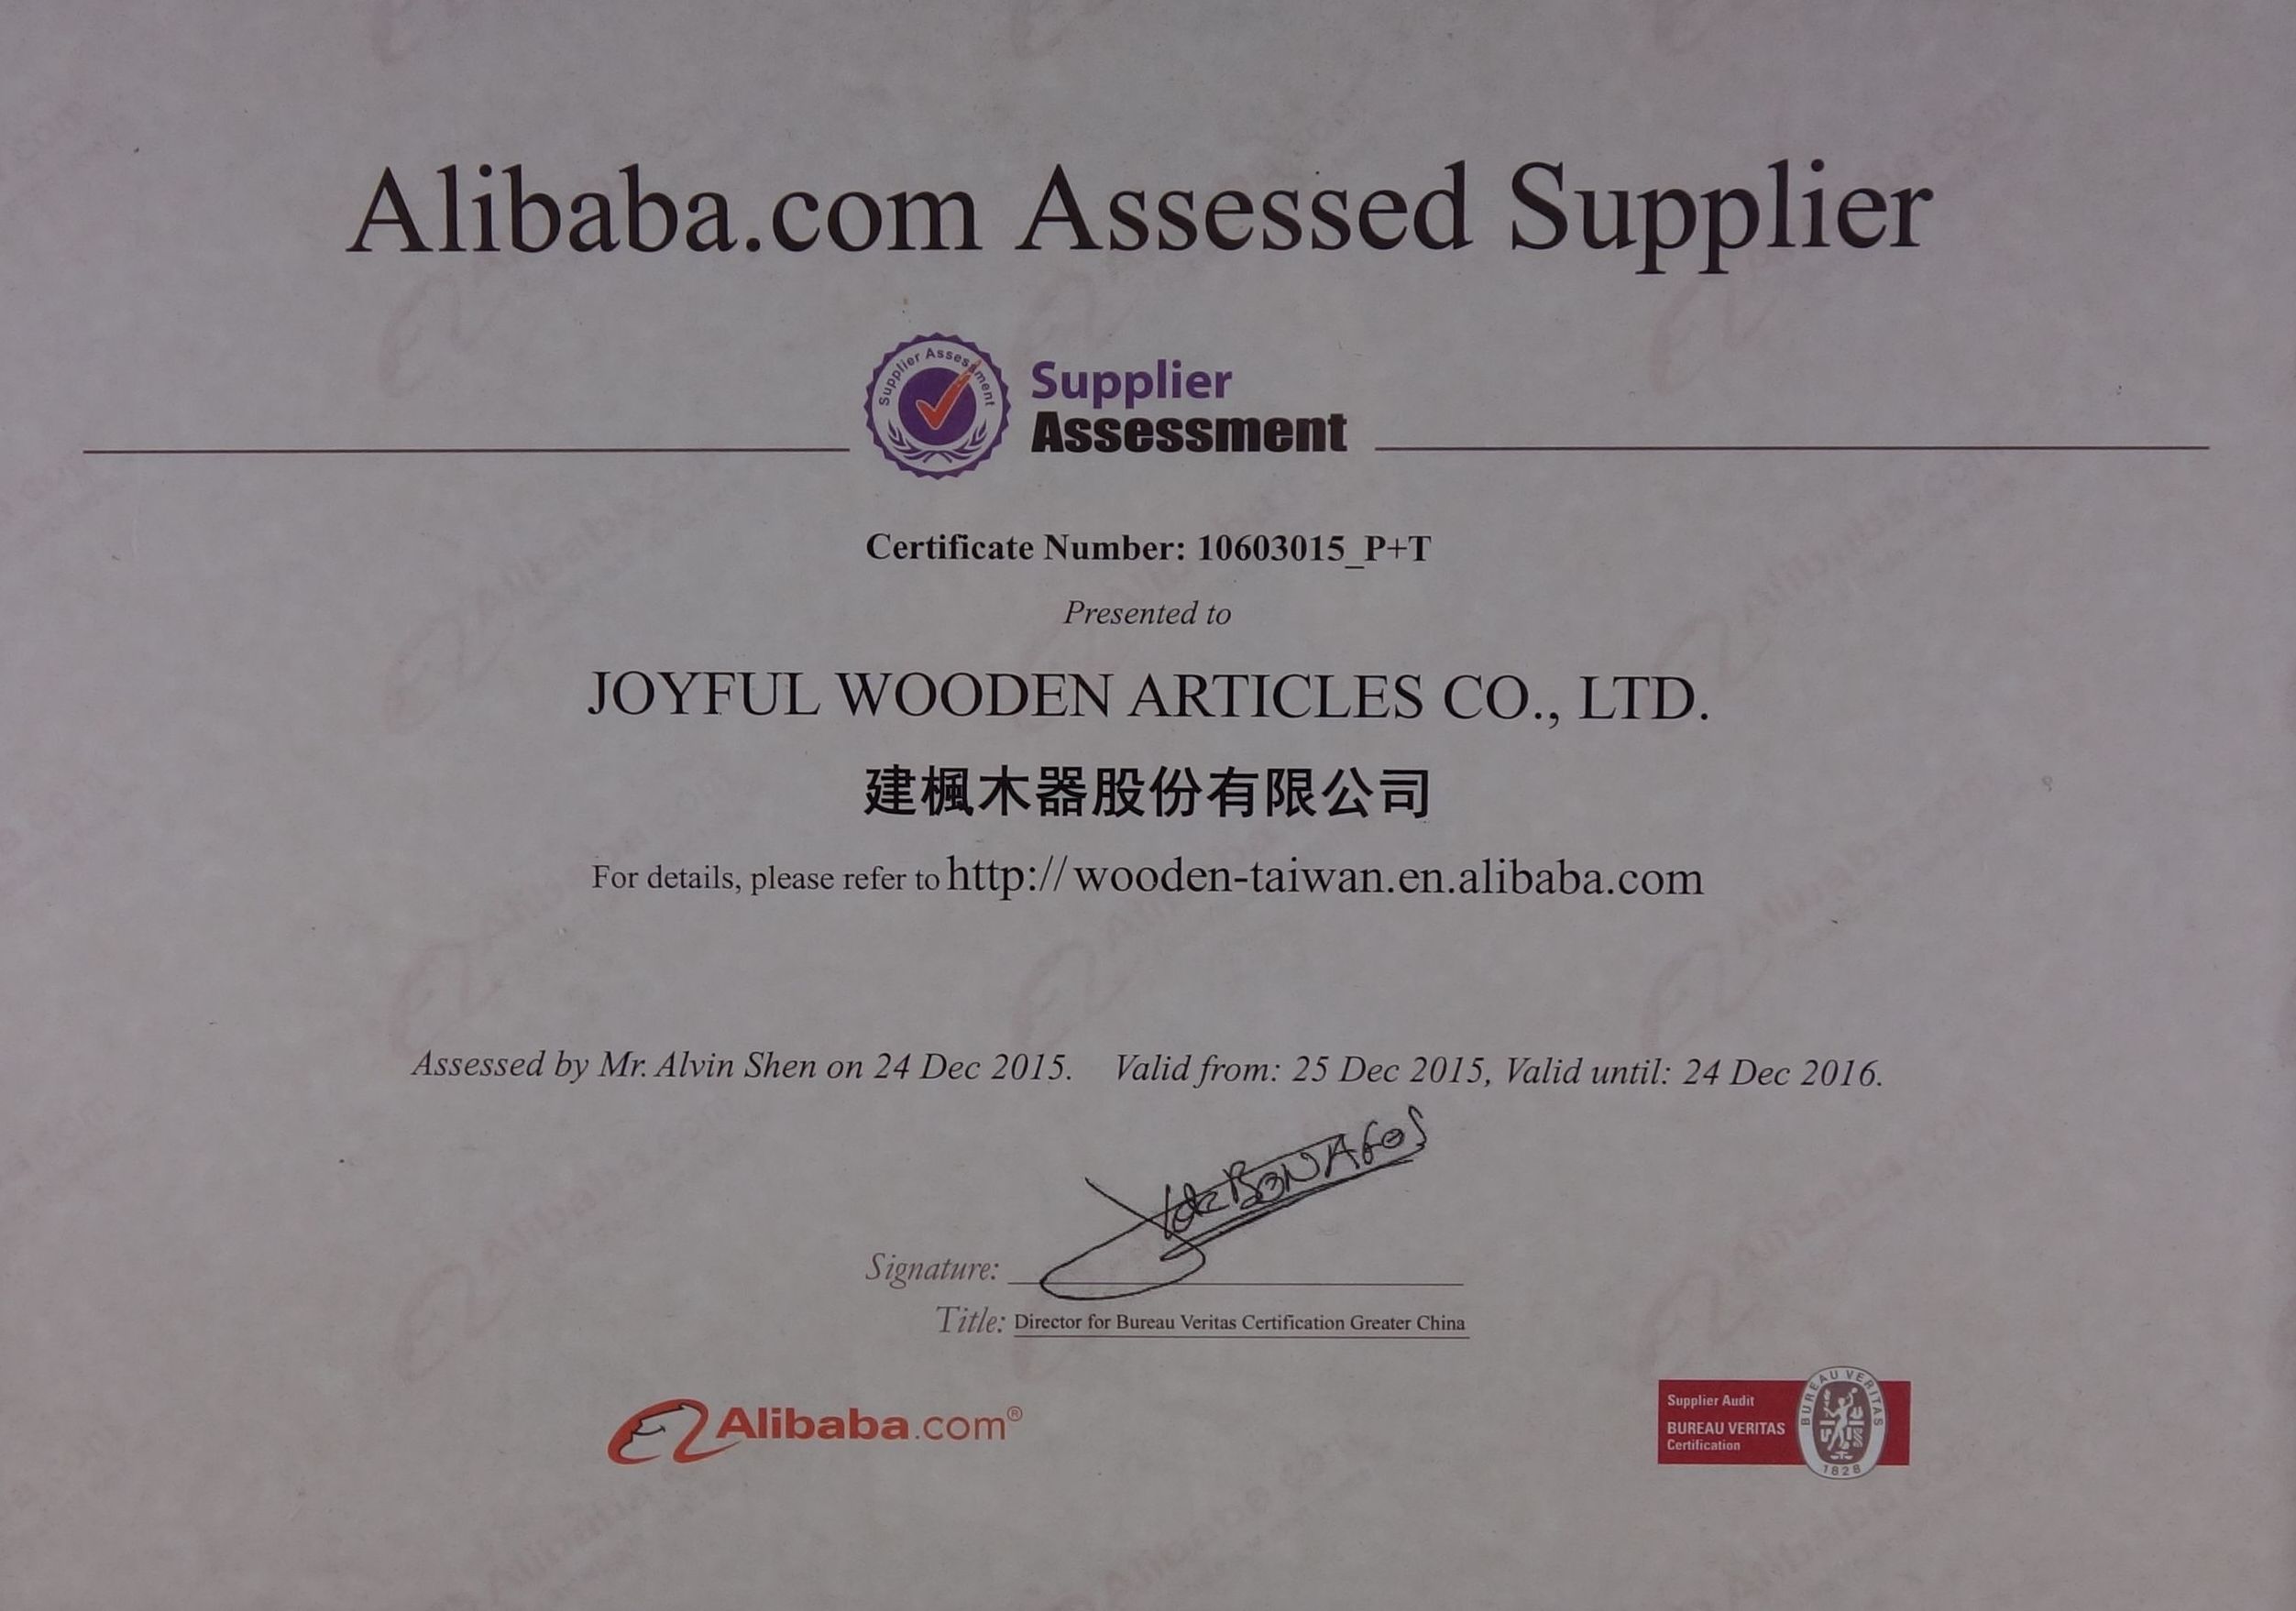 Alibaba.com Assessed Supplier
Supplier Assessment
Supplier
Assessment
Certificate Number: 10603015_P+T
Presented to
JOYFUL WOODEN ARTICLES CO., LTD.
建楓木器股份有限公司
For details, please refer to http://wooden-taiwan.en.alibaba.com
Assessed by Mr. Alvin Shen on 24 Dec 2015. Valid from: 25 Dec 2015, Valid until: 24 Dec 2016.
Signature:
Title: Director for Bureau Veritas Certification Greater China
Alibaba.com®
Supplier Audit
BUREAU VERITAS
Certification
BUREAU VERITAS
1828